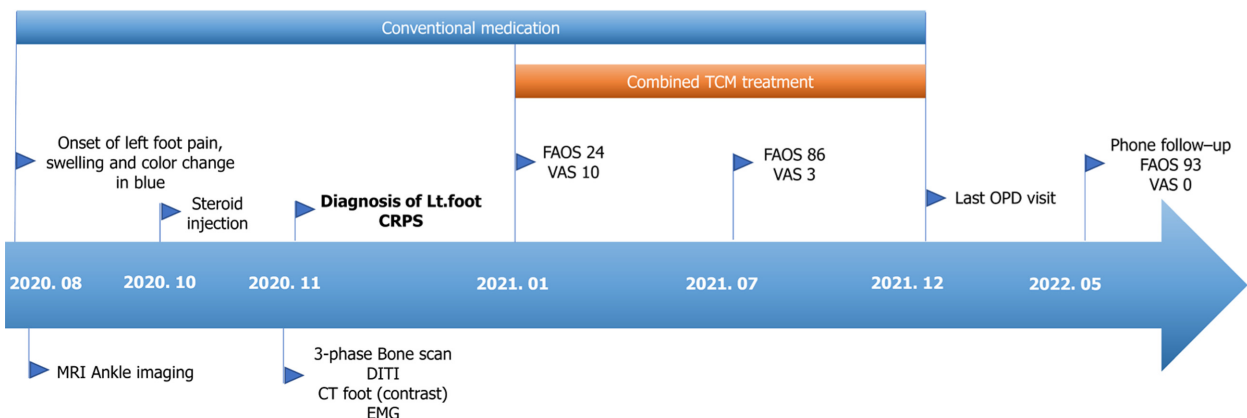 Conventional medication
Combined TCM treatment
Onset of left foot pain,
swelling and color change
in blue
Steroid
injection
Diagnosis of Lt.foot
CRPS
FAOS 24
VAS 10
FAOS 86
VAS 3
Last OPD visit
Phone follow–up
FAOS 93
VAS 0
2020. 08
2020. 10
2020. 11
2021. 01
2021. 07
2021. 12
2022. 05
MRI Ankle imaging
3-phase Bone scan
DITI
CT foot (contrast)
EMG